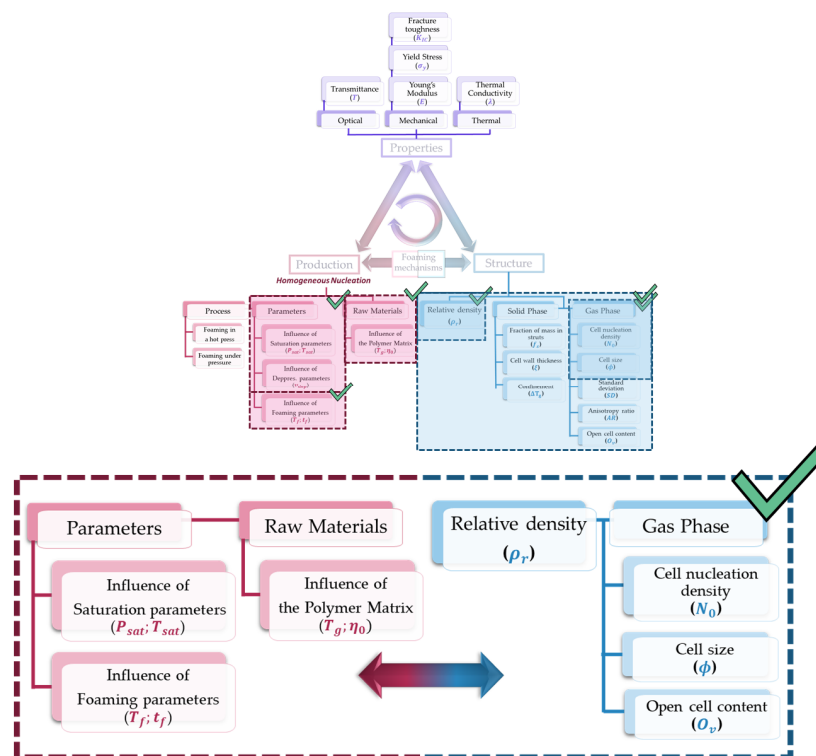 Fracture
toughness
(K_IC)
Yield Stress
(σ_y)
Transmittance
(T)
Young's
Modulus
(E)
Thermal
Conductivity
(λ)
Optical
Mechanical
Thermal
Properties
Production
Foaming
mechanisms
Structure
Homogeneous Nucleation
Process
Foaming in
a hot press
Foaming under
pressure
Parameters
Influence of
Saturation parameters
(P_sat; T_sat)
Influence of
Deppres. parameters
Influence of
Foaming parameters
(T_f; t_f)
Raw Materials
Influence of
the Polymer Matrix
(T_g; η_0)
Relative density
(ρ_r)
Solid Phase
Fraction of mass in
struts
(f_s)
Cell wall thickness
(ξ)
Confinement
(ΔT_g)
Gas Phase
Cell nucleation
density
(N_0)
Cell size
(ϕ)
Standard
deviation
(SD)
Anisotropy ratio
(AR)
Open cell content
(O_v)
Parameters
Influence of
Saturation parameters
(P_sat; T_sat)
Influence of
Foaming parameters
(T_f; t_f)
Raw Materials
Influence of
the Polymer Matrix
(T_g; η_0)
Relative density
(ρ_r)
Gas Phase
Cell nucleation
density
(N_0)
Cell size
(ϕ)
Open cell content
(O_v)